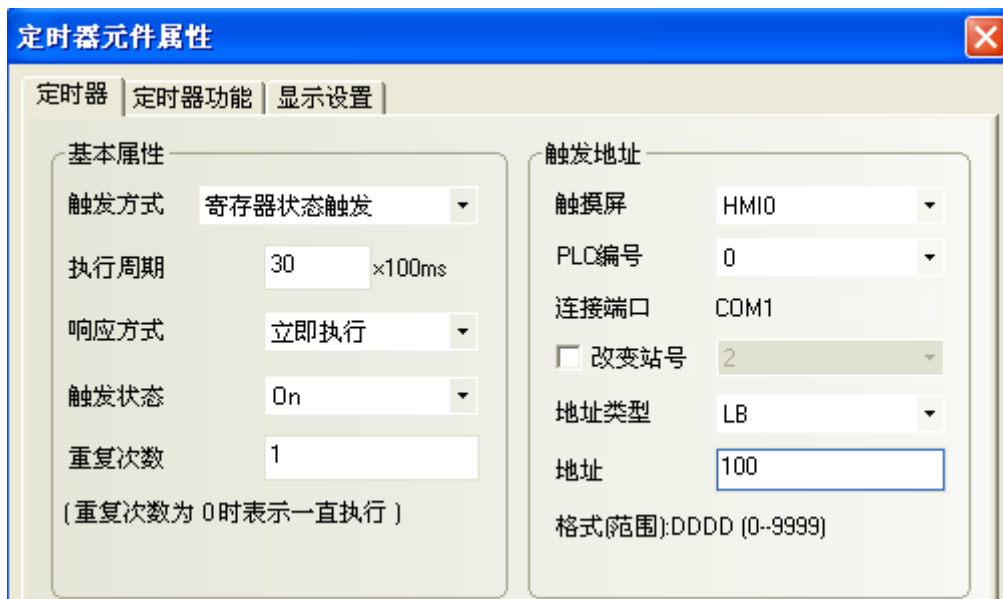 定时器元件属性
定时器 定时器功能 显示设置
基本属性
触发方式 寄存器状态触发
执行周期 30 ×100ms
响应方式 立即执行
触发状态 On
重复次数 1
(重复次数为 0时表示一直执行 )
触发地址
触摸屏 HMI0
PLC编号 0
连接端口 COM1
改变站号 2
地址类型 LB
地址 100
格式(范围):DDDD (0--9999)